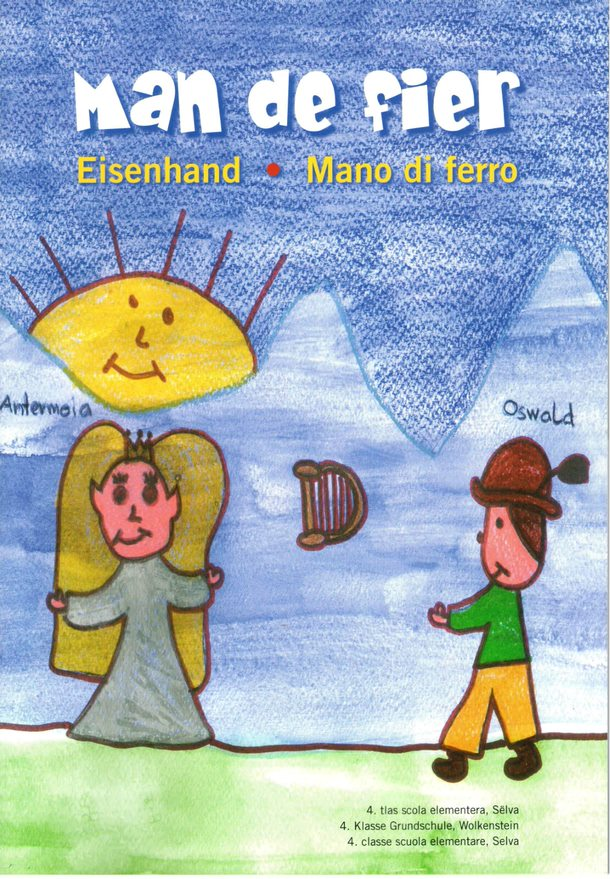 Man de fier
Eisenhand • Mano di ferro
Antermoia
Oswald
4. tlas scola elementera, Sëlva
4. Klasse Grundschule, Wolkenstein
4. classe scuola elementare, Selva